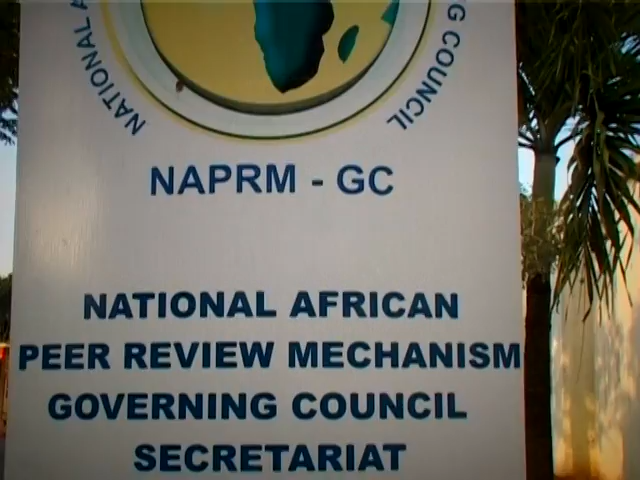 NATIONAL
COUNCIL
NAPRM - GC
NATIONAL AFRICAN
PEER REVIEW MECHANISM
GOVERNING COUNCIL
SECRETARIAT